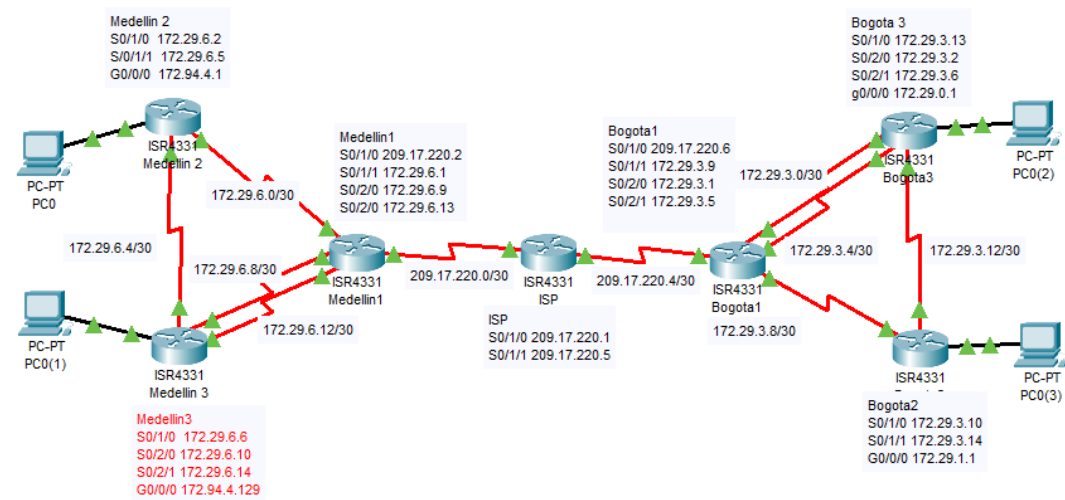 Medellin 2
S0/1/0 172.29.6.2
S/0/1/1 172.29.6.5
G0/0/0 172.94.4.1
ISR4331
Medellin 2
PC-PT
PC0
172.29.6.0/30
172.29.6.4/30
172.29.6.8/30
172.29.6.12/30
PC-PT
PC0(1)
ISR4331
Medellin 3
Medellin3
S0/1/0 172.29.6.6
S0/2/0 172.29.6.10
S0/2/1 172.29.6.14
G0/0/0 172.94.4.129
Medellin1
S0/1/0 209.17.220.2
S0/1/1 172.29.6.1
S0/2/0 172.29.6.9
S0/2/0 172.29.6.13
ISR4331
Medellin1
209.17.220.0/30
ISR4331
ISP
209.17.220.4/30
ISP
S0/1/0 209.17.220.1
S0/1/1 209.17.220.5
Bogota1
S0/1/0 209.17.220.6
S0/1/1 172.29.3.9
S0/2/0 172.29.3.1
S0/2/1 172.29.3.5
ISR4331
Bogota1
172.29.3.0/30
172.29.3.4/30
172.29.3.12/30
172.29.3.8/30
Bogota 3
S0/1/0 172.29.3.13
S0/2/0 172.29.3.2
S0/2/1 172.29.3.6
g0/0/0 172.29.0.1
ISR4331
Bogota3
PC-PT
PC0(2)
ISR4331
PC-PT
PC0(3)
Bogota2
S0/1/0 172.29.3.10
S0/1/1 172.29.3.14
G0/0/0 172.29.1.1